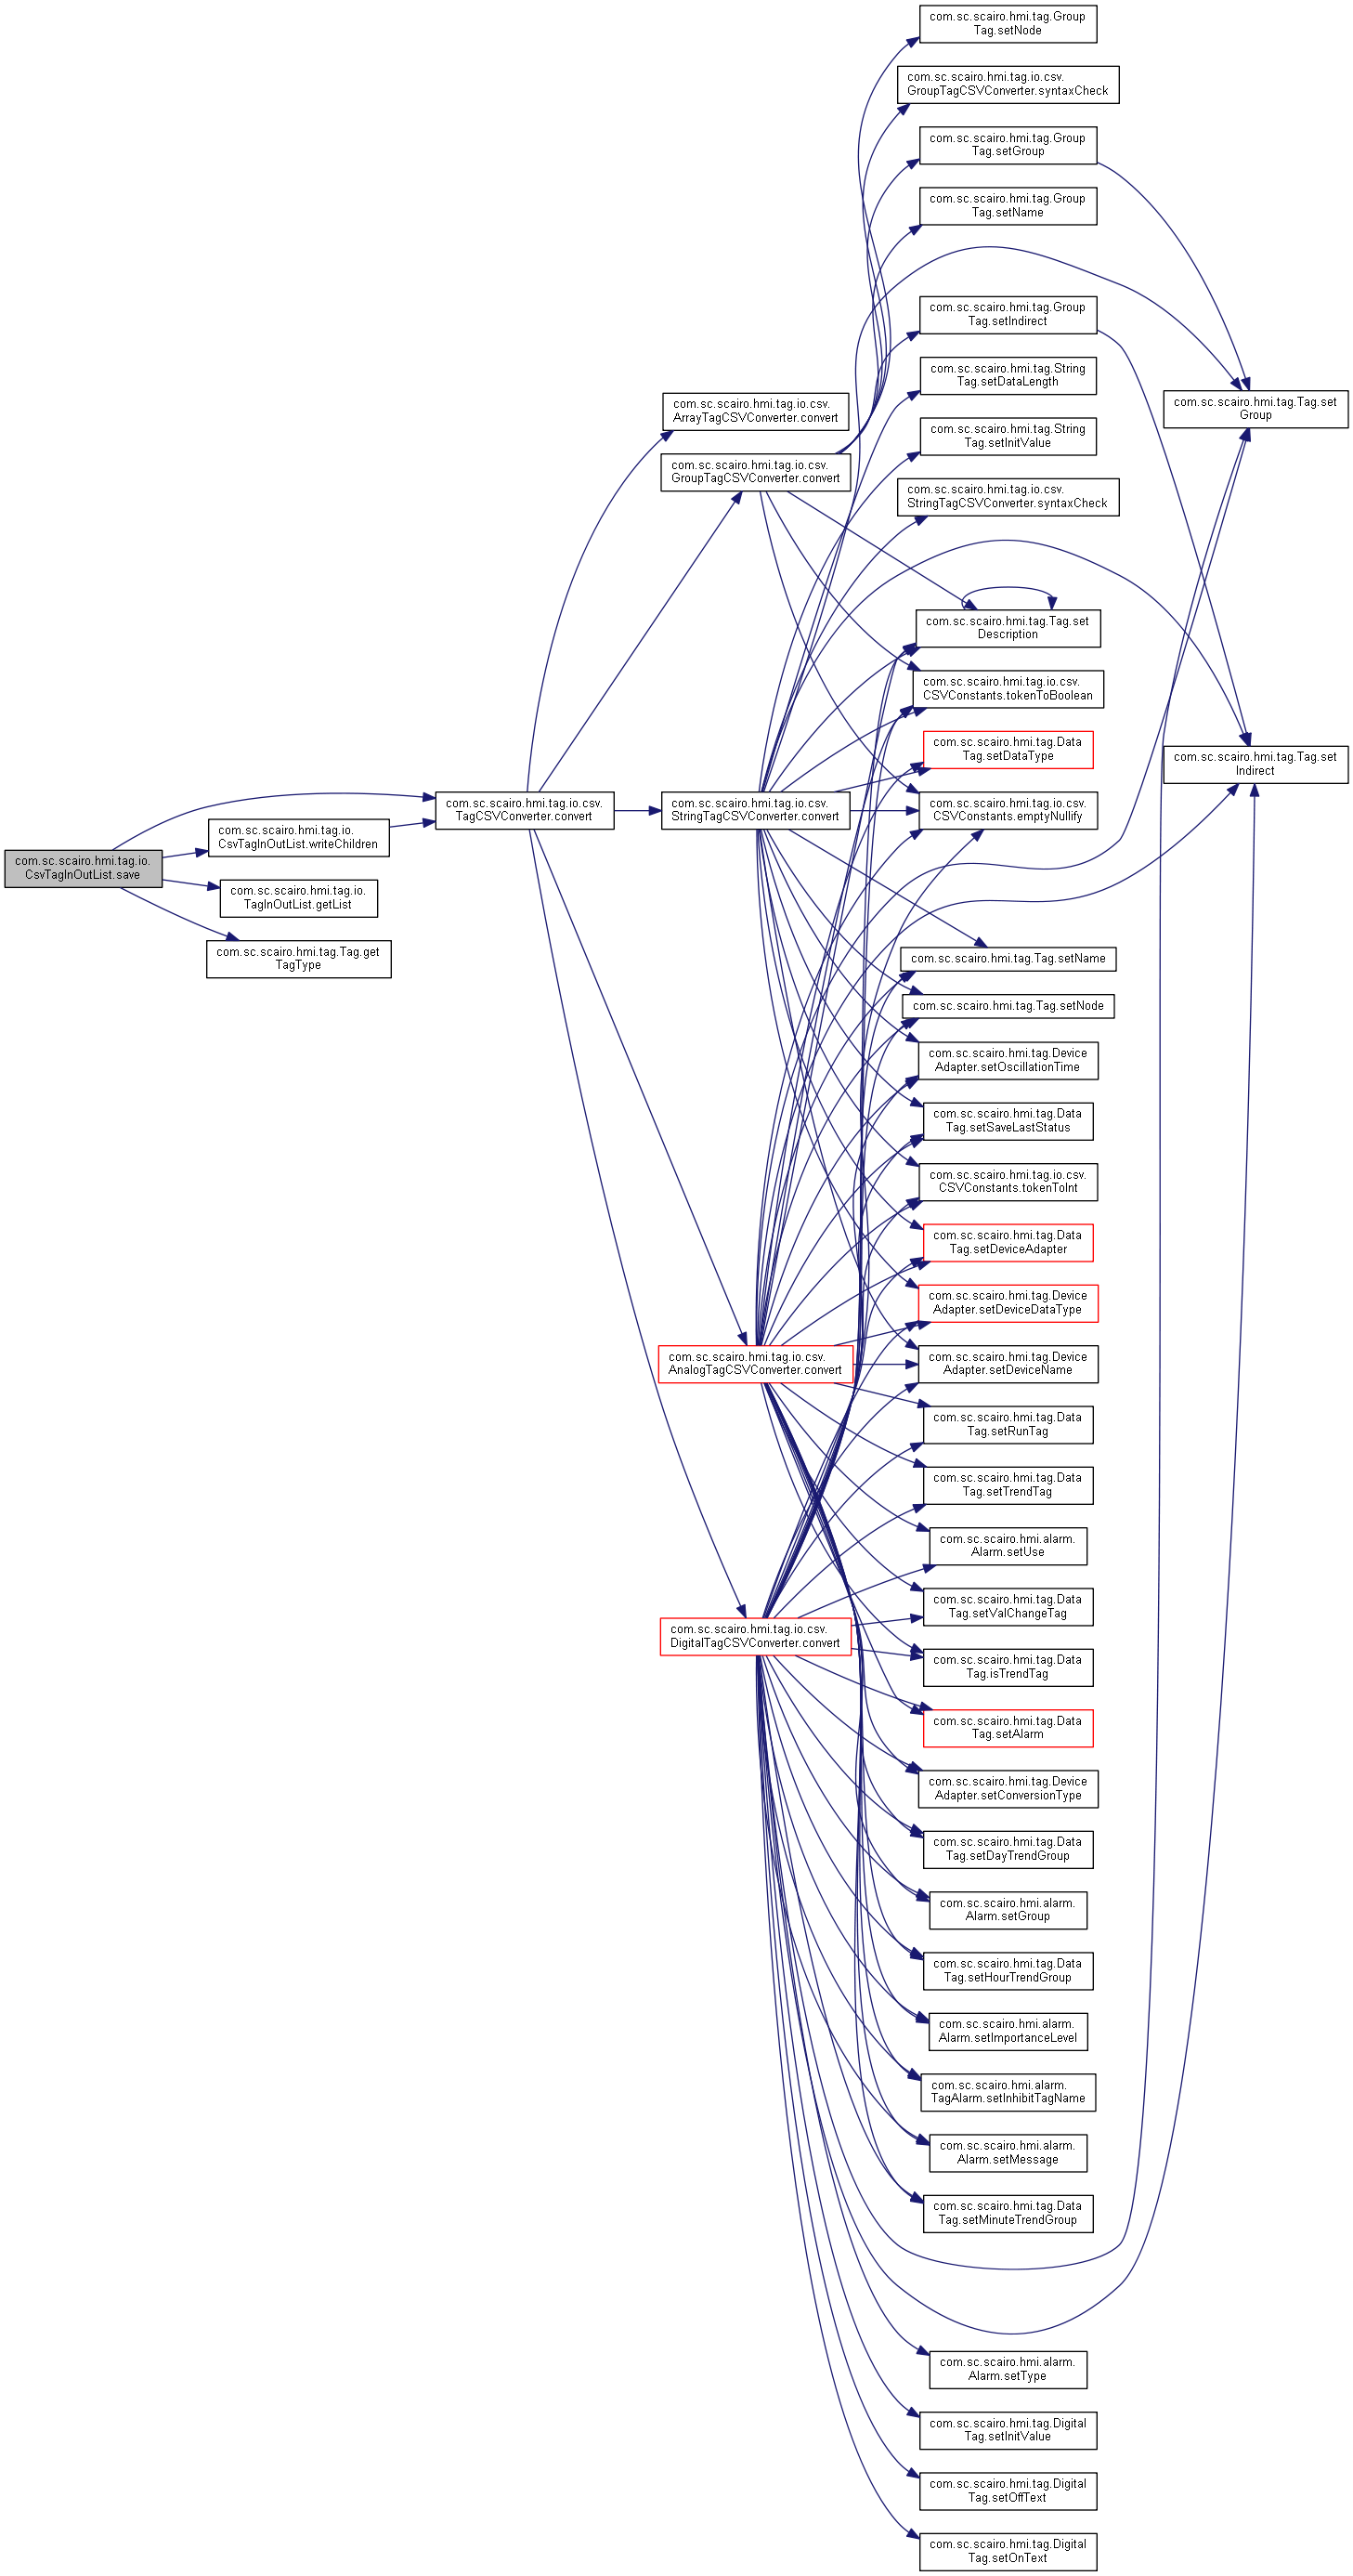 com.sc.scairo.hmi.tag.io.
CsvTagInOutList.save
com.sc.scairo.hmi.tag.io.
CsvTagInOutList.writeChildren
com.sc.scairo.hmi.tag.io.
TagInOutList.getList
com.sc.scairo.hmi.tag.Tag.get
TagType
com.sc.scairo.hmi.tag.io.csv.
TagCSVConverter.convert
com.sc.scairo.hmi.tag.io.csv.
ArrayTagCSVConverter.convert
com.sc.scairo.hmi.tag.io.csv.
GroupTagCSVConverter.convert
com.sc.scairo.hmi.tag.io.csv.
StringTagCSVConverter.convert
com.sc.scairo.hmi.tag.io.csv.
AnalogTagCSVConverter.convert
com.sc.scairo.hmi.tag.io.csv.
DigitalTagCSVConverter.convert
com.sc.scairo.hmi.tag.Group
Tag.setNode
com.sc.scairo.hmi.tag.io.csv.
GroupTagCSVConverter.syntaxCheck
com.sc.scairo.hmi.tag.Group
Tag.setGroup
com.sc.scairo.hmi.tag.Group
Tag.setName
com.sc.scairo.hmi.tag.Group
Tag.setIndirect
com.sc.scairo.hmi.tag.String
Tag.setDataLength
com.sc.scairo.hmi.tag.String
Tag.setInitValue
com.sc.scairo.hmi.tag.io.csv.
StringTagCSVConverter.syntaxCheck
com.sc.scairo.hmi.tag.Tag.set
Description
com.sc.scairo.hmi.tag.io.csv.
CSVConstants.tokenToBoolean
com.sc.scairo.hmi.tag.Data
Tag.setDataType
com.sc.scairo.hmi.tag.io.csv.
CSVConstants.emptyNullify
com.sc.scairo.hmi.tag.Tag.setName
com.sc.scairo.hmi.tag.Tag.setNode
com.sc.scairo.hmi.tag.Device
Adapter.setOscillationTime
com.sc.scairo.hmi.tag.Data
Tag.setSaveLastStatus
com.sc.scairo.hmi.tag.io.csv.
CSVConstants.tokenToInt
com.sc.scairo.hmi.tag.Data
Tag.setDeviceAdapter
com.sc.scairo.hmi.tag.Device
Adapter.setDeviceDataType
com.sc.scairo.hmi.tag.Device
Adapter.setDeviceName
com.sc.scairo.hmi.tag.Data
Tag.setRunTag
com.sc.scairo.hmi.tag.Data
Tag.setTrendTag
com.sc.scairo.hmi.alarm.
Alarm.setUse
com.sc.scairo.hmi.tag.Data
Tag.setValChangeTag
com.sc.scairo.hmi.tag.Data
Tag.isTrendTag
com.sc.scairo.hmi.tag.Data
Tag.setAlarm
com.sc.scairo.hmi.tag.Device
Adapter.setConversionType
com.sc.scairo.hmi.tag.Data
Tag.setDayTrendGroup
com.sc.scairo.hmi.alarm.
Alarm.setGroup
com.sc.scairo.hmi.tag.Data
Tag.setHourTrendGroup
com.sc.scairo.hmi.alarm.
Alarm.setImportanceLevel
com.sc.scairo.hmi.alarm.
TagAlarm.setInhibitTagName
com.sc.scairo.hmi.alarm.
Alarm.setMessage
com.sc.scairo.hmi.tag.Data
Tag.setMinuteTrendGroup
com.sc.scairo.hmi.alarm.
Alarm.setType
com.sc.scairo.hmi.tag.Digital
Tag.setInitValue
com.sc.scairo.hmi.tag.Digital
Tag.setOffText
com.sc.scairo.hmi.tag.Digital
Tag.setOnText
com.sc.scairo.hmi.tag.Tag.set
Group
com.sc.scairo.hmi.tag.Tag.set
Indirect